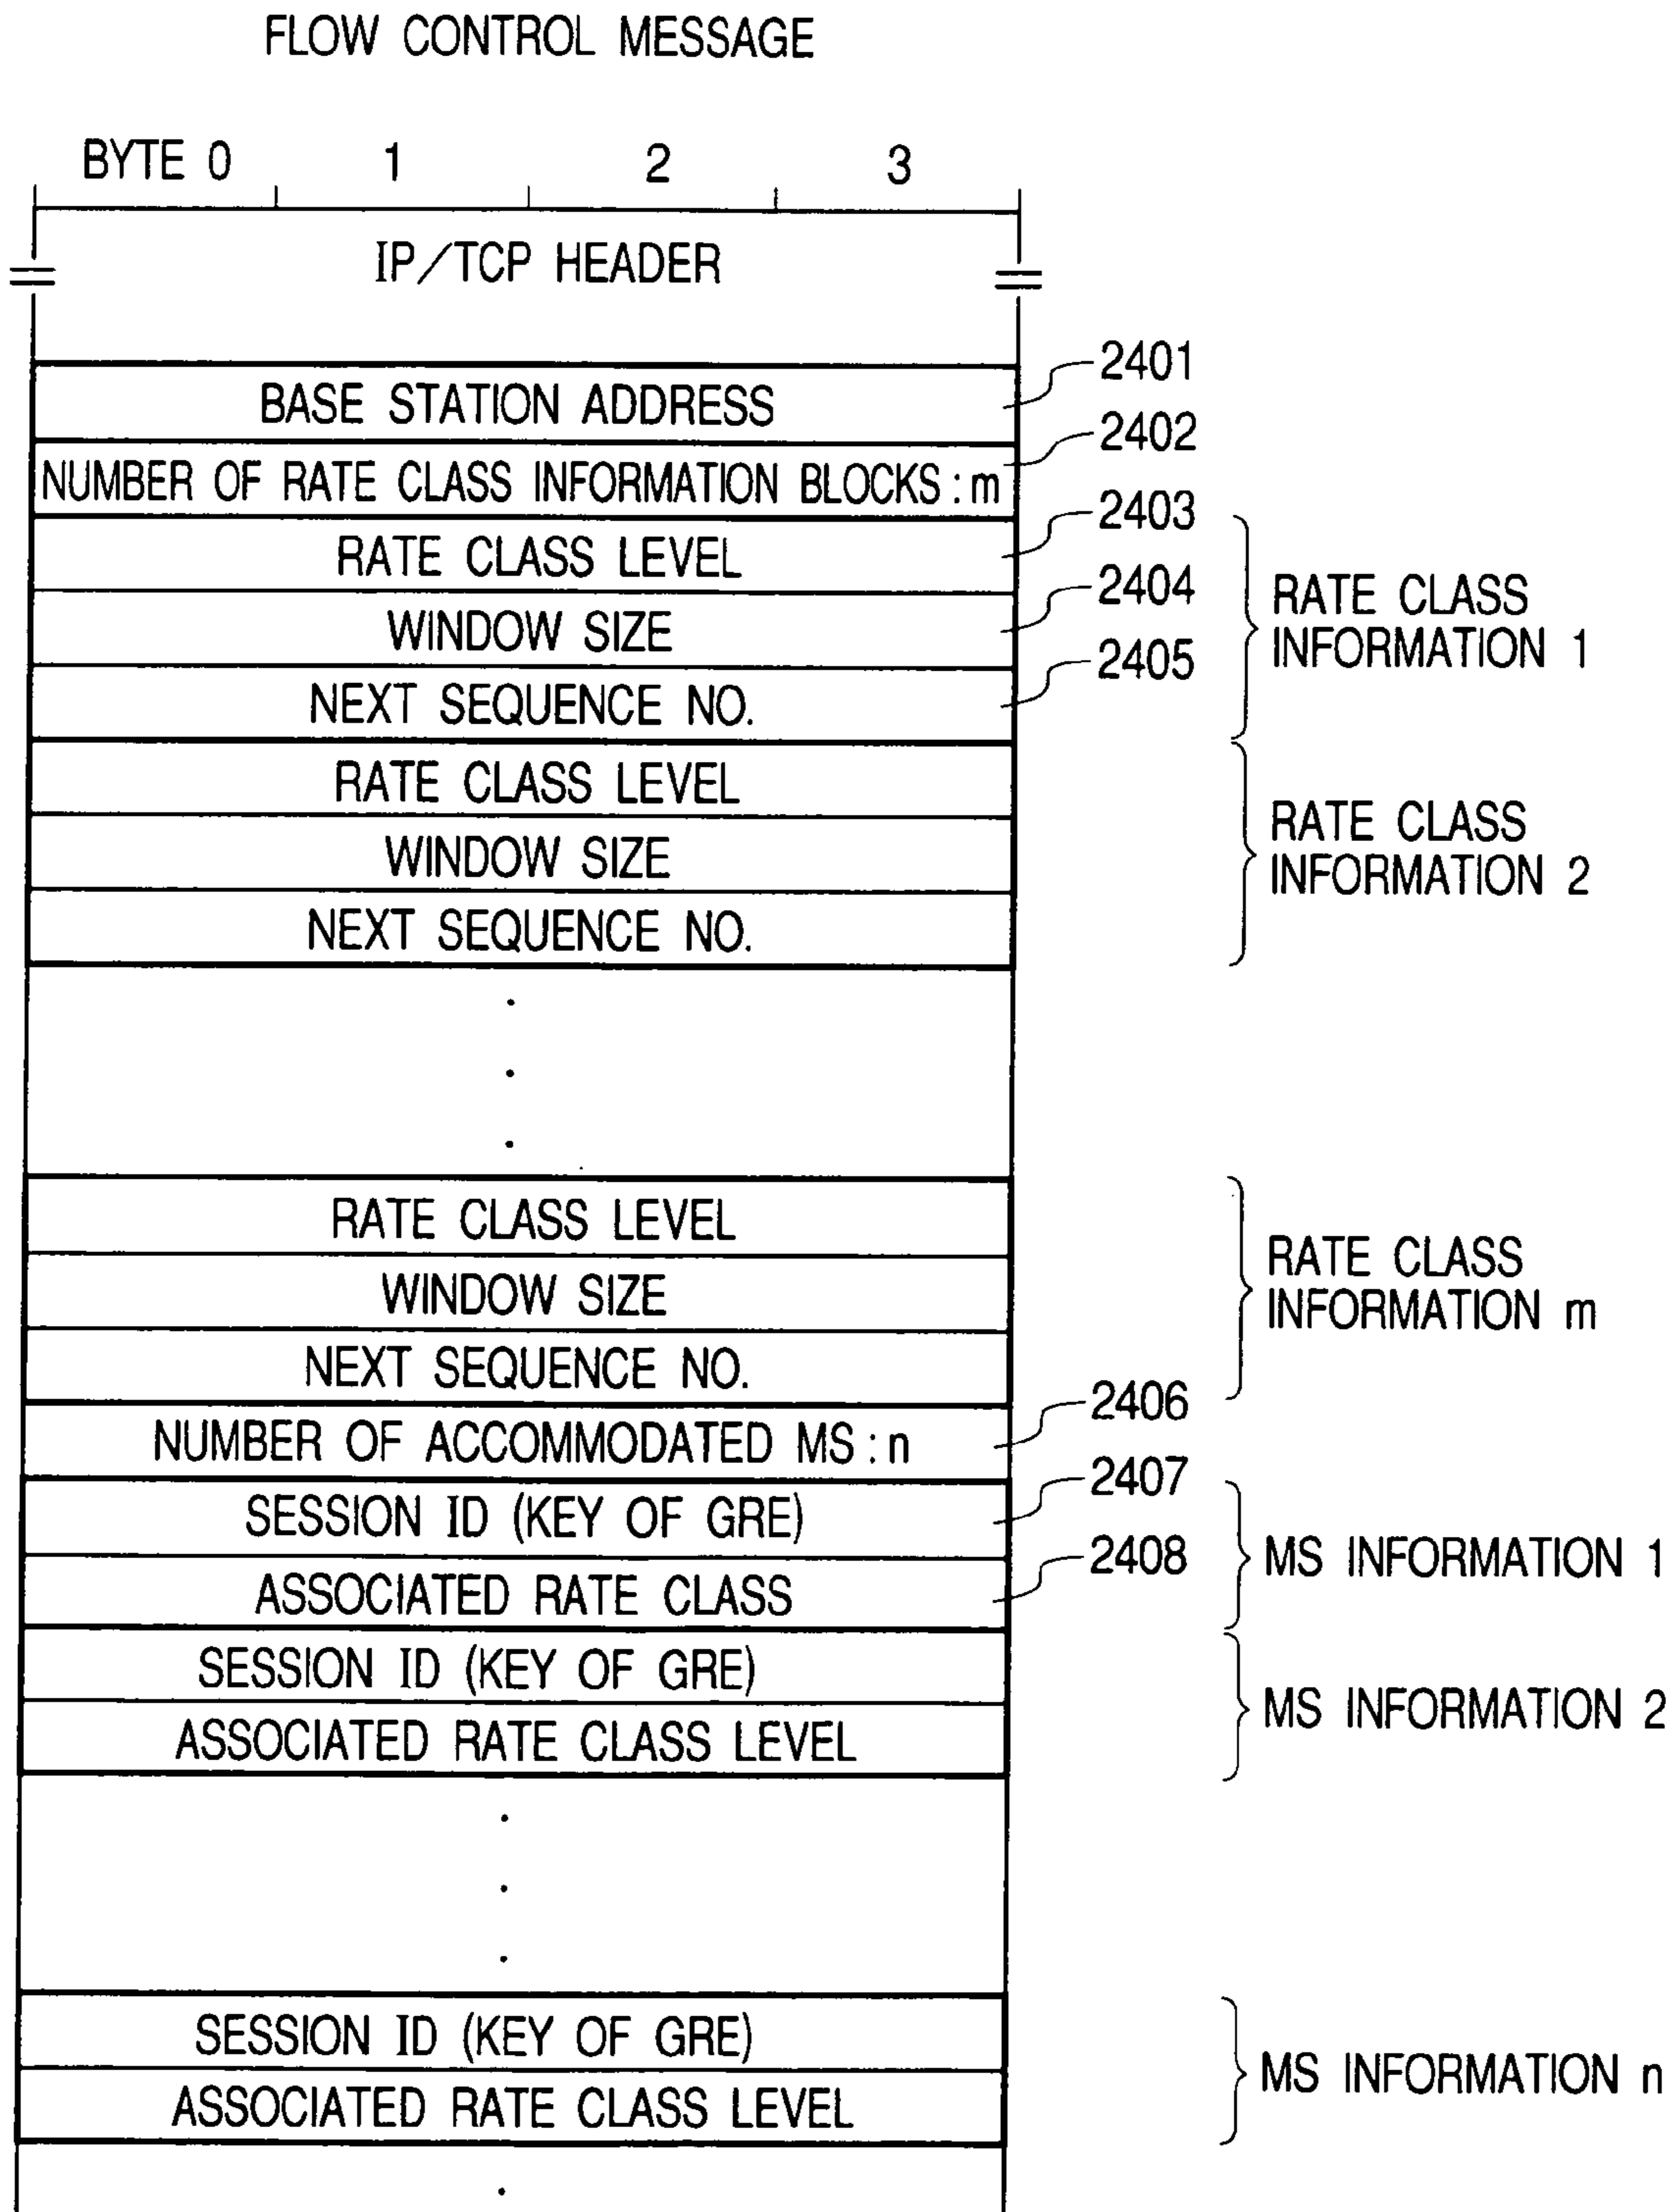 FLOW CONTROL MESSAGE
BYTE 0 1 2 3
IP/TCP HEADER
BASE STATION ADDRESS
2401
NUMBER OF RATE CLASS INFORMATION BLOCKS : m
2402
RATE CLASS LEVEL
2403
WINDOW SIZE
2404
NEXT SEQUENCE NO.
2405
RATE CLASS
INFORMATION 1
RATE CLASS LEVEL
WINDOW SIZE
NEXT SEQUENCE NO.
RATE CLASS
INFORMATION 2
RATE CLASS LEVEL
WINDOW SIZE
NEXT SEQUENCE NO.
RATE CLASS
INFORMATION m
NUMBER OF ACCOMMODATED MS : n
2406
SESSION ID (KEY OF GRE)
2407
ASSOCIATED RATE CLASS
2408
MS INFORMATION 1
SESSION ID (KEY OF GRE)
ASSOCIATED RATE CLASS LEVEL
MS INFORMATION 2
SESSION ID (KEY OF GRE)
ASSOCIATED RATE CLASS LEVEL
MS INFORMATION n